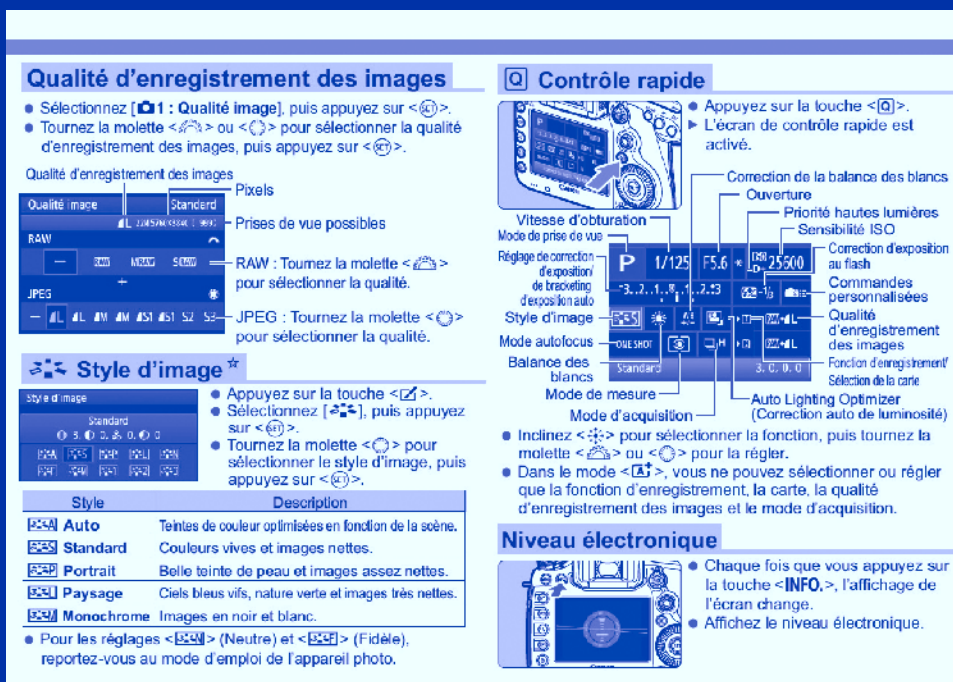 Qualité d'enregistrement des images
Sélectionnez [1 : Qualité image], puis appuyez sur <SET>.
Tournez la molette < > ou < > pour sélectionner la qualité
d'enregistrement des images, puis appuyez sur <SET>.
Qualité d'enregistrement des images
Pixels
Prises de vue possibles
RAW : Tournez la molette < >
pour sélectionner la qualité.
JPEG : Tournez la molette < >
pour sélectionner la qualité.
Qualité image Standard
RAW
JPEG
Style d'image☆
Style d'image
Standard
Appuyez sur la touche < >.
Sélectionnez [ ], puis appuyez
sur <SET>.
Tournez la molette < > pour
sélectionner le style d'image, puis
appuyez sur <SET>.
Style Description
Auto Teintes de couleur optimisées en fonction de la scène.
Standard Couleurs vives et images nettes.
Portrait Belle teinte de peau et images assez nettes.
Paysage Ciels bleus vifs, nature verte et images très nettes.
Monochrome Images en noir et blanc.
Pour les réglages < > (Neutre) et < > (Fidèle),
reportez-vous au mode d'emploi de l'appareil photo.
Q Contrôle rapide
Appuyez sur la touche <Q>.
L'écran de contrôle rapide est
activé.
Correction de la balance des blancs
Ouverture
Priorité hautes lumières
Sensibilité ISO
Correction d'exposition
au flash
Commandes
personnalisées
Qualité
d'enregistrement
des images
Fonction d'enregistrement/
Sélection de la carte
Auto Lighting Optimizer
(Correction auto de luminosité)
Vitesse d'obturation
Mode de prise de vue
Réglage de correction
d'exposition/
de bracketing
d'exposition auto
Style d'image
Mode autofocus
Balance des
blancs
Mode de mesure
Mode d'acquisition
P 1/125 F5.6 ISO D+ 25600
ONE SHOT
Standard 3, 0, 0, 0
Inclinez < > pour sélectionner la fonction, puis tournez la
molette < > ou < > pour la régler.
Dans le mode <A+>, vous ne pouvez sélectionner ou régler
que la fonction d'enregistrement, la carte, la qualité
d'enregistrement des images et le mode d'acquisition.
Niveau électronique
Chaque fois que vous appuyez sur
la touche <INFO.>, l'affichage de
l'écran change.
Affichez le niveau électronique.